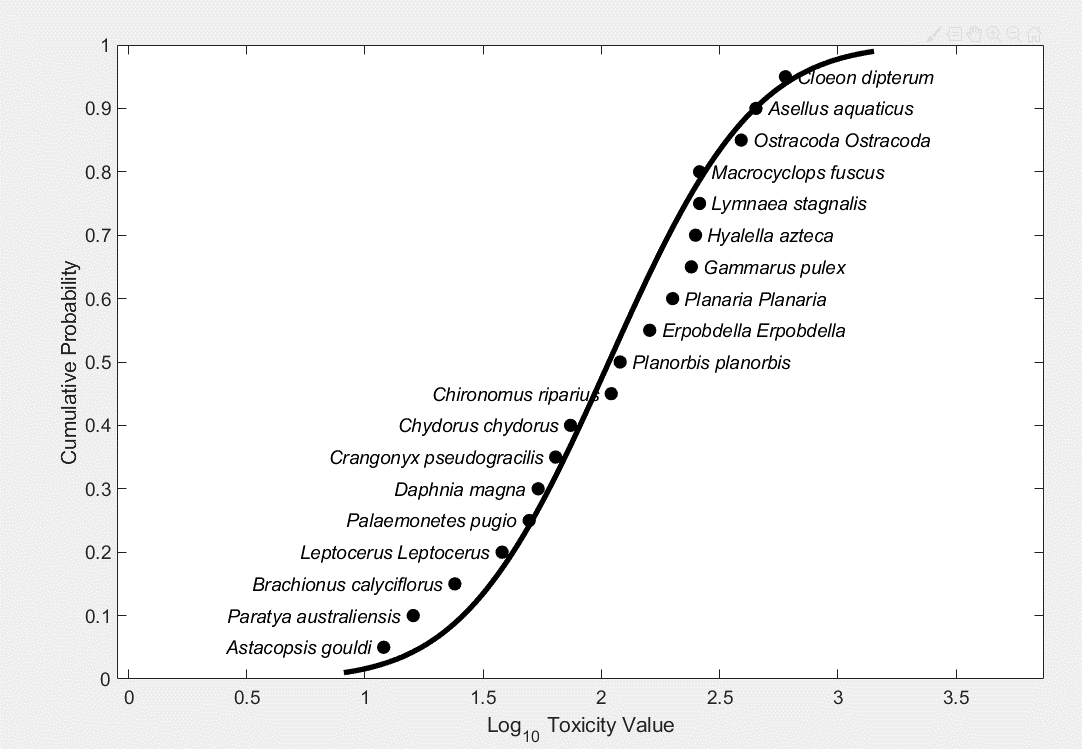 1
Cloeon dipterum
0.9
Asellus aquaticus
Ostracoda Ostracoda
0.8
Macrocyclops fuscus
Lymnaea stagnalis
0.7
Hyalella azteca
Gammarus pulex
0.6
Planaria Planaria
Erpobdella Erpobdella
0.5
Planorbis planorbis
Chironomus riparius
0.4
Chydorus chydorus
Crangonyx pseudogracilis
0.3
Daphnia magna
Palaemonetes pugio
0.2
Leptocerus Leptocerus
Brachionus calyciflorus
0.1
Paratya australiensis
Astacopsis gouldi
0
Cumulative Probability
0 0.5 1 1.5 2 2.5 3 3.5
Log10 Toxicity Value